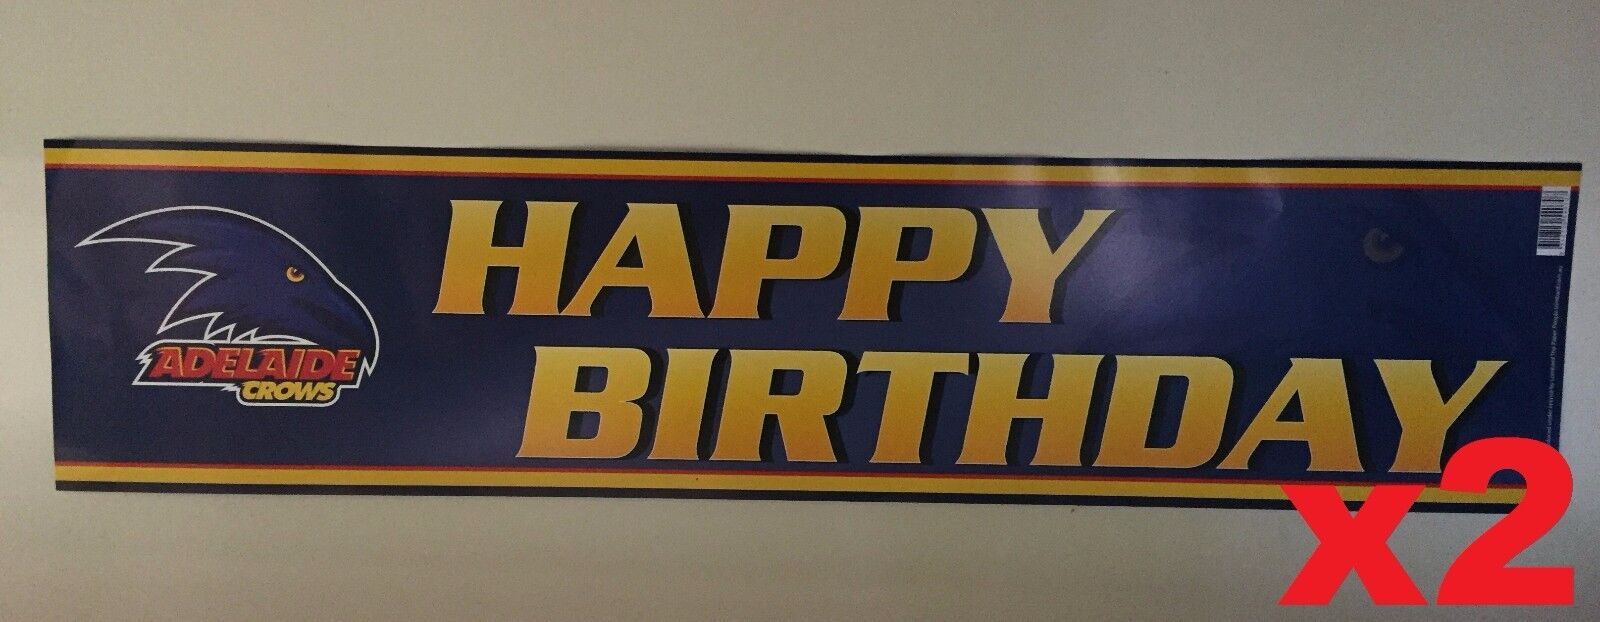 HAPPY
BIRTHDAY
ADELAIDE
CROWS
x2